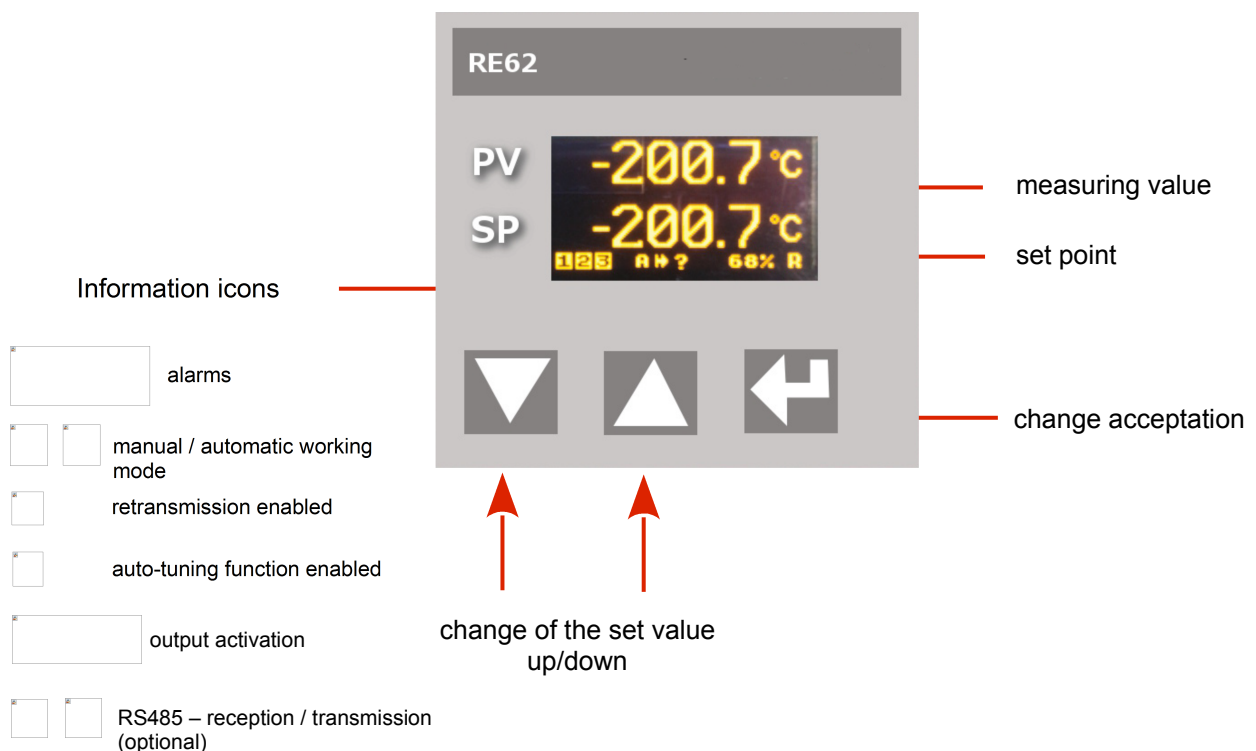 RE62
PV -200.7 °C
measuring value
SP -200.7 °C
set point
123 A ? 68% R
Information icons
alarms
change acceptation
manual / automatic working
mode
retransmission enabled
auto-tuning function enabled
change of the set value
up/down
output activation
RS485 – reception / transmission
(optional)